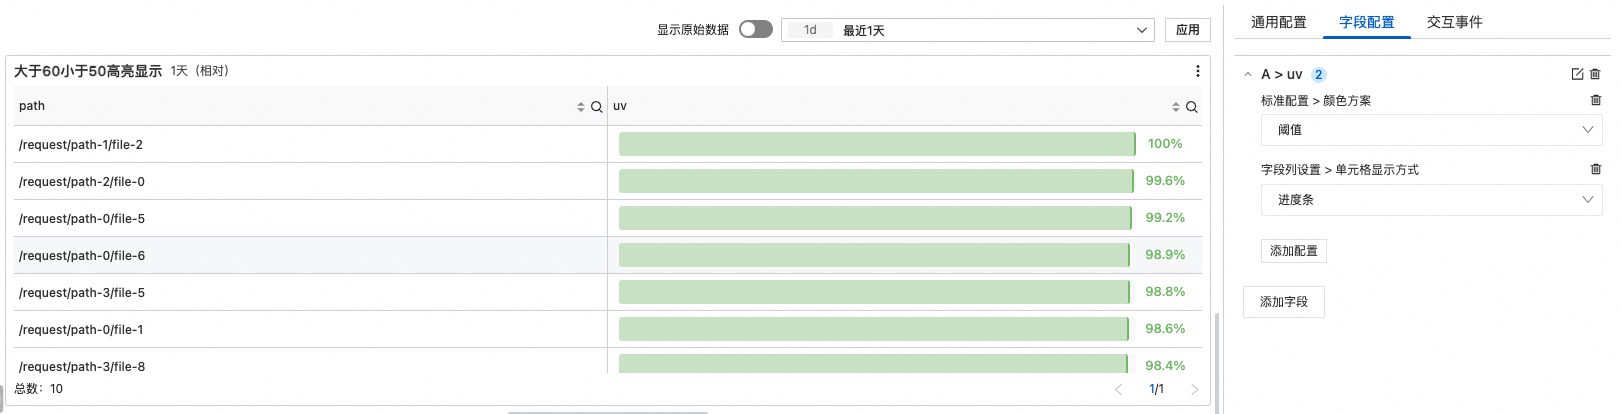 显示原始数据 1d 最近1天 应用
通用配置 字段配置 交互事件
大于60小于50高亮显示 1天（相对）
path uv
/request/path-1/file-2 100%
/request/path-2/file-0 99.6%
/request/path-0/file-5 99.2%
/request/path-0/file-6 98.9%
/request/path-3/file-5 98.8%
/request/path-0/file-1 98.6%
/request/path-3/file-8 98.4%
总数：10 1/1
A > uv 2
标准配置 > 颜色方案
阈值
字段列设置 > 单元格显示方式
进度条
添加配置
添加字段